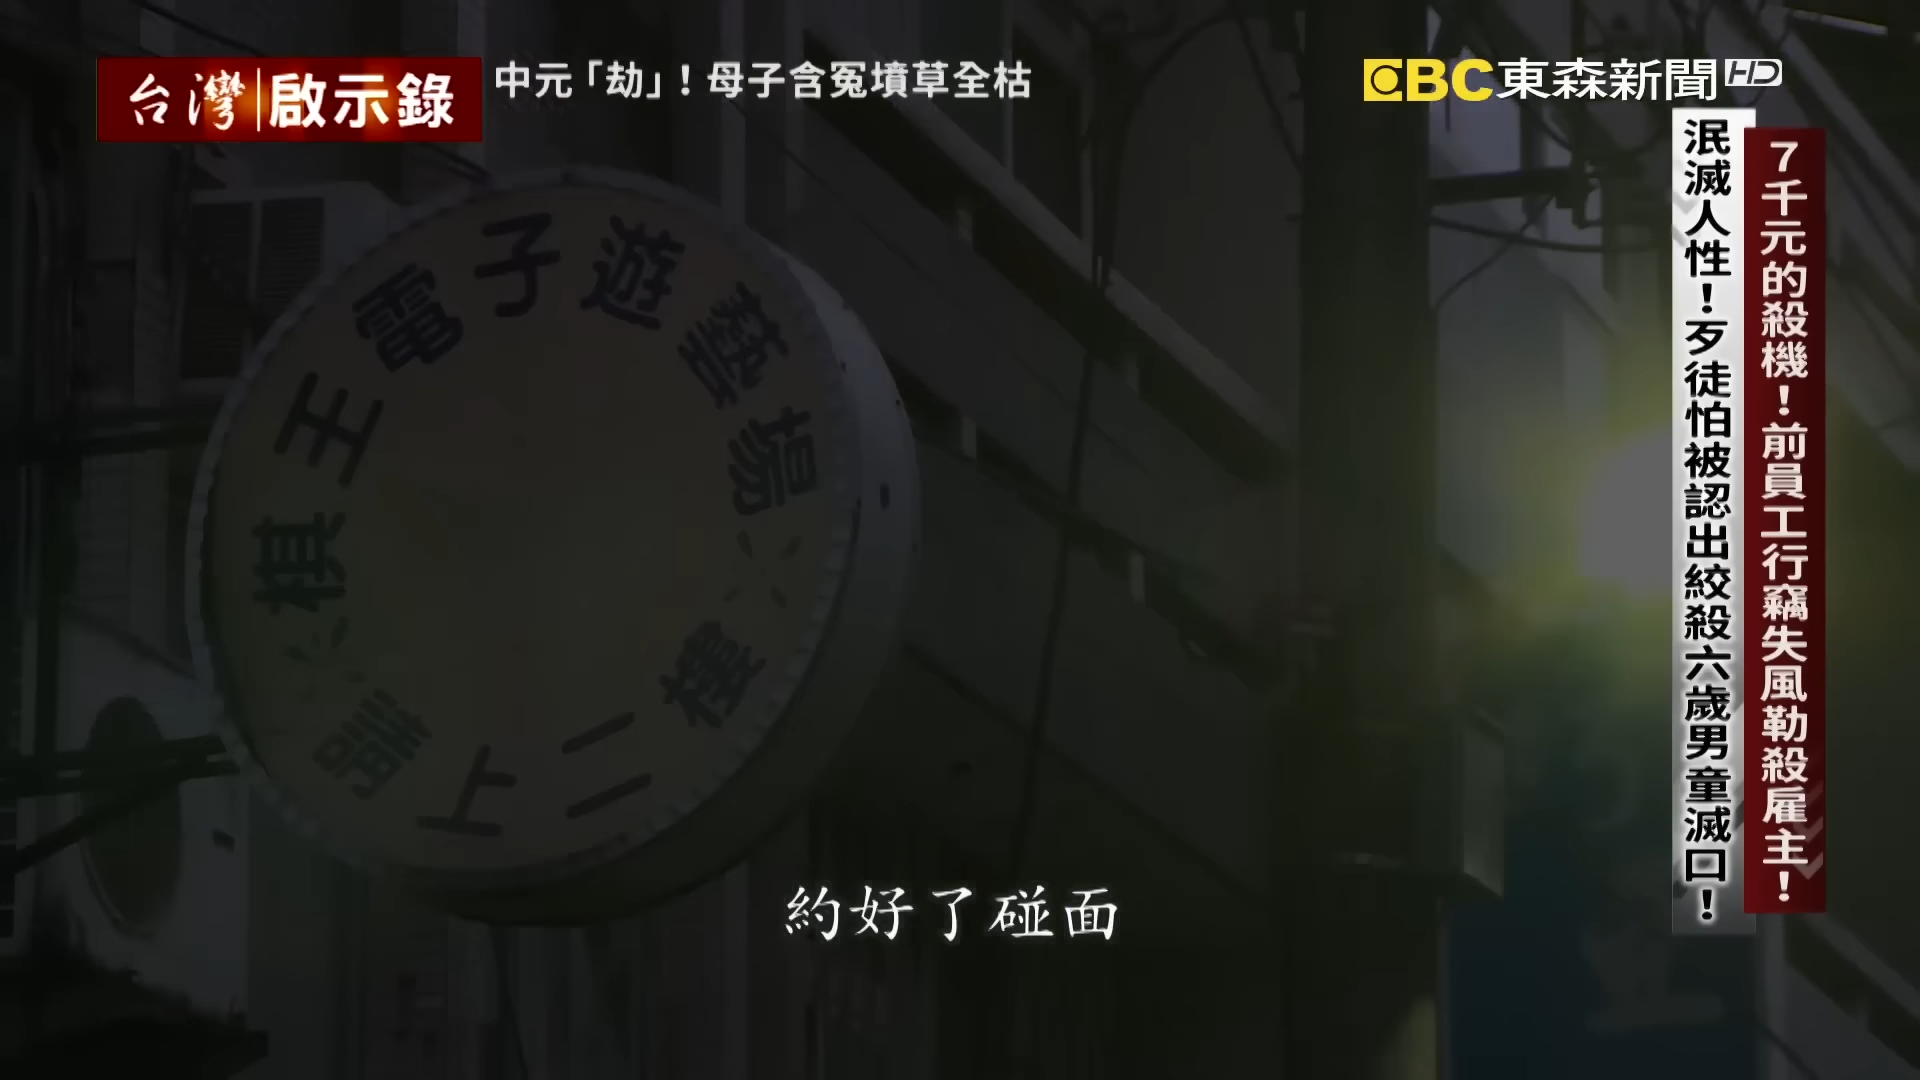 台灣啟示錄
中元「劫」！母子含冤墳草全枯
EBC東森新聞HD
7千元的殺機！前員工行竊失風勒殺雇主！
泯滅人性！歹徒怕被認出絞殺六歲男童滅口！
棋王電子遊藝場
請上二樓
約好了碰面